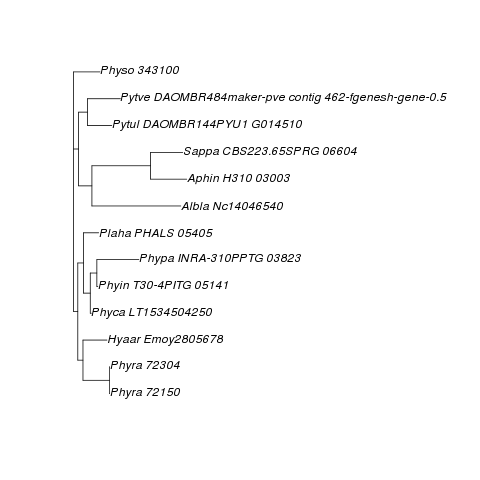 Physo 343100
Pytve DAOMBR484maker-pve contig 462-fgenesh-gene-0.5
Pytul DAOMBR144PYU1 G014510
Sappa CBS223.65SPRG 06604
Aphin H310 03003
Albla Nc14046540
Plaha PHALS 05405
Phypa INRA-310PPTG 03823
Phyin T30-4PITG 05141
Phyca LT1534504250
Hyaar Emoy2805678
Phyra 72304
Phyra 72150